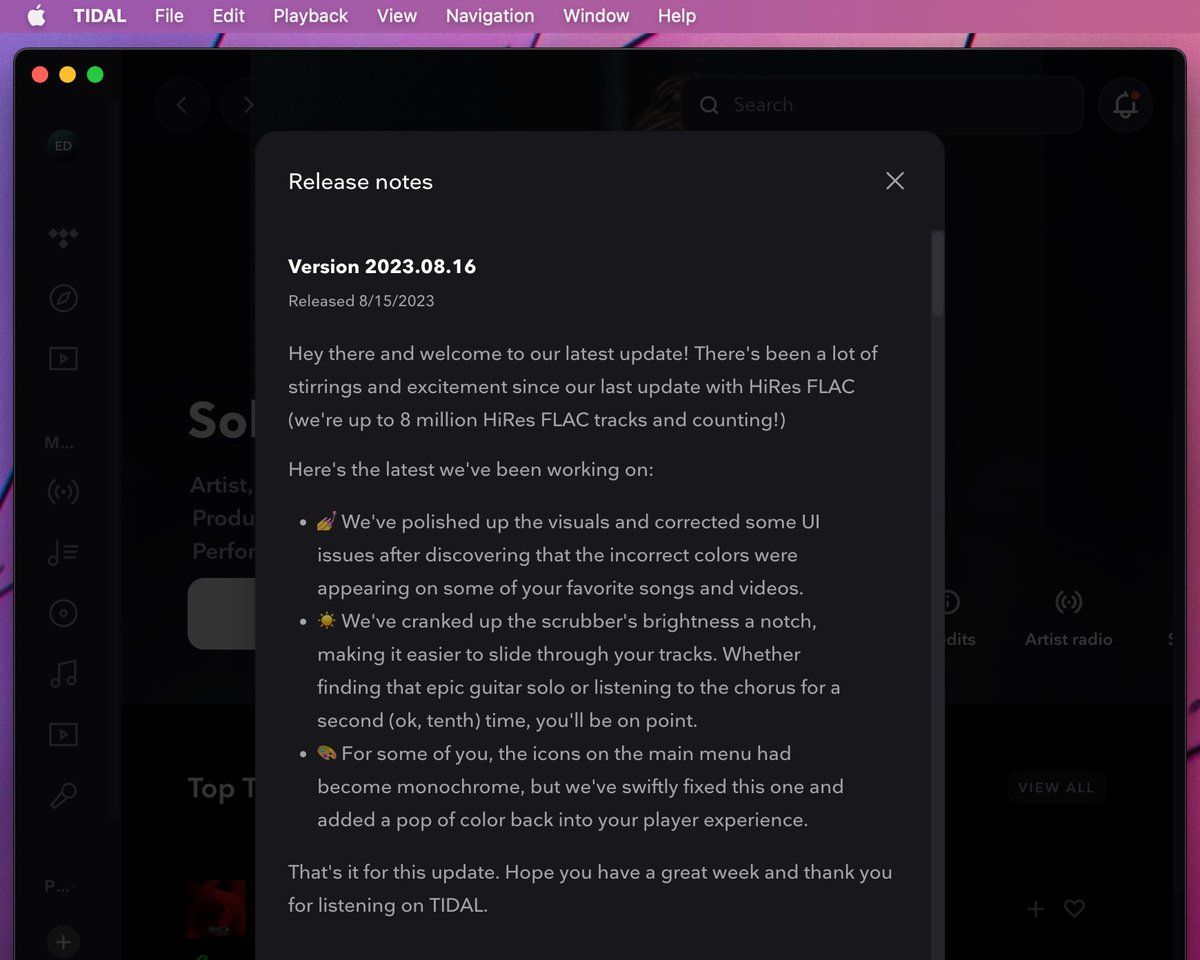 TIDAL File Edit Playback View Navigation Window Help
Search
ED
Release notes
Version 2023.08.16
Released 8/15/2023
Hey there and welcome to our latest update! There's been a lot of
stirrings and excitement since our last update with HiRes FLAC
(we're up to 8 million HiRes FLAC tracks and counting!)
Here's the latest we've been working on:
• 💅 We've polished up the visuals and corrected some UI
issues after discovering that the incorrect colors were
appearing on some of your favorite songs and videos.
• ☀️ We've cranked up the scrubber's brightness a notch,
making it easier to slide through your tracks. Whether
finding that epic guitar solo or listening to the chorus for a
second (ok, tenth) time, you'll be on point.
• 🎨 For some of you, the icons on the main menu had
become monochrome, but we've swiftly fixed this one and
added a pop of color back into your player experience.
That's it for this update. Hope you have a great week and thank you
for listening on TIDAL.
M...
Sol
Artist,
Produ
Perfor
dits
Artist radio
Top T
VIEW ALL
P...